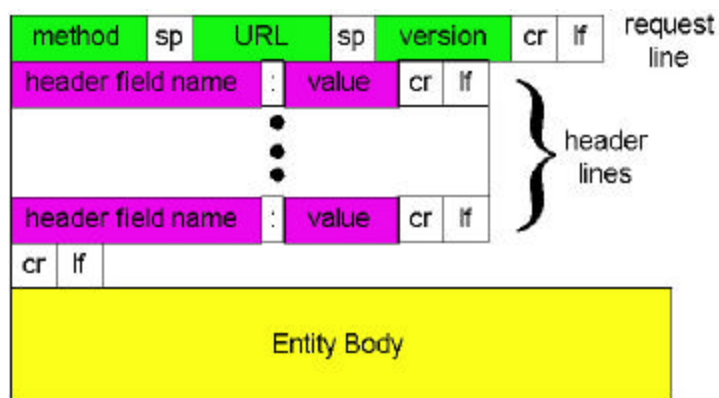 method sp URL sp version cr lf request line
header field name : value cr lf
header lines
header field name : value cr lf
cr lf
Entity Body